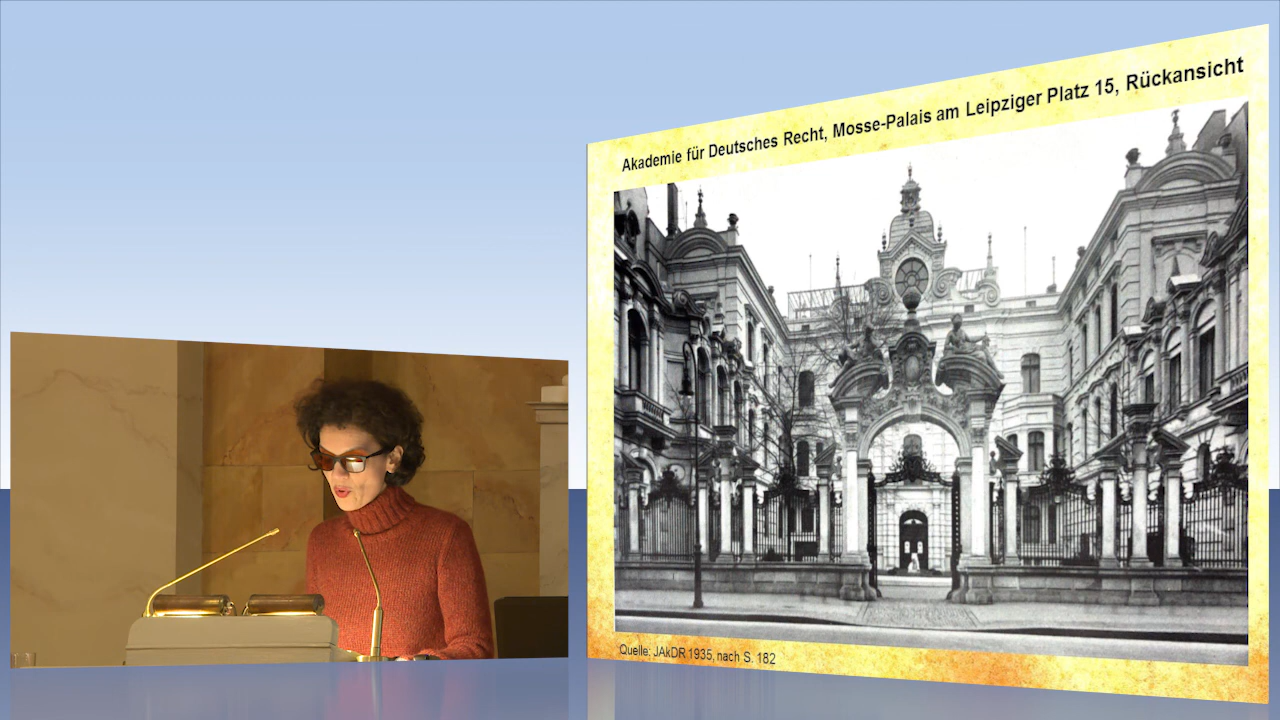 Akademie für Deutsches Recht, Mosse-Palais am Leipziger Platz 15, Rückansicht
Quelle: JAkDR 1935, nach S. 182